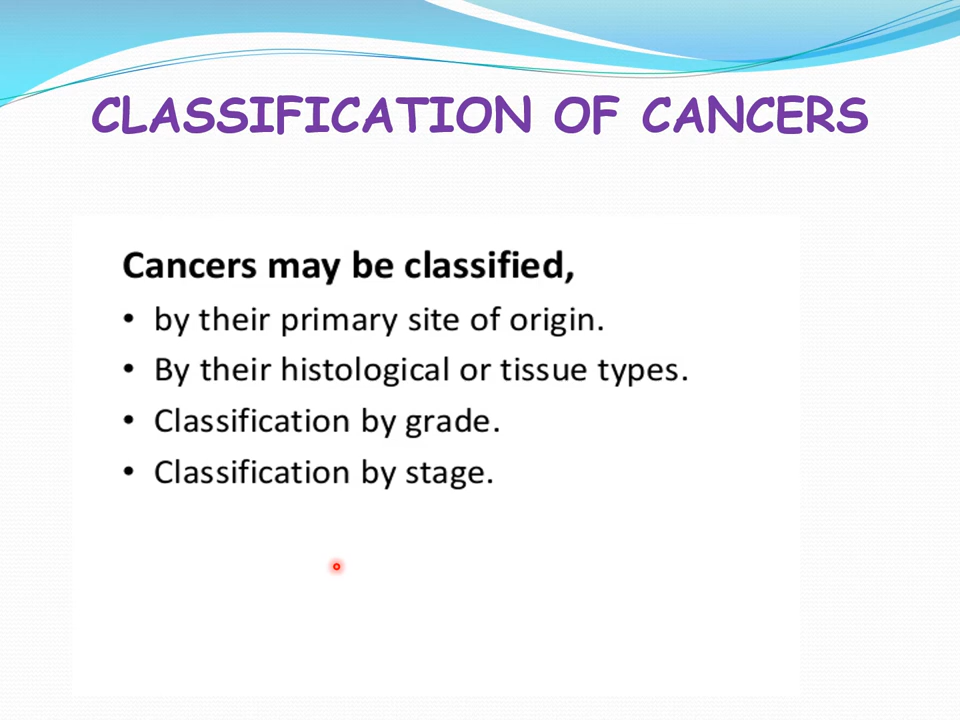 CLASSIFICATION OF CANCERS
Cancers may be classified,
• by their primary site of origin.
• By their histological or tissue types.
• Classification by grade.
• Classification by stage.